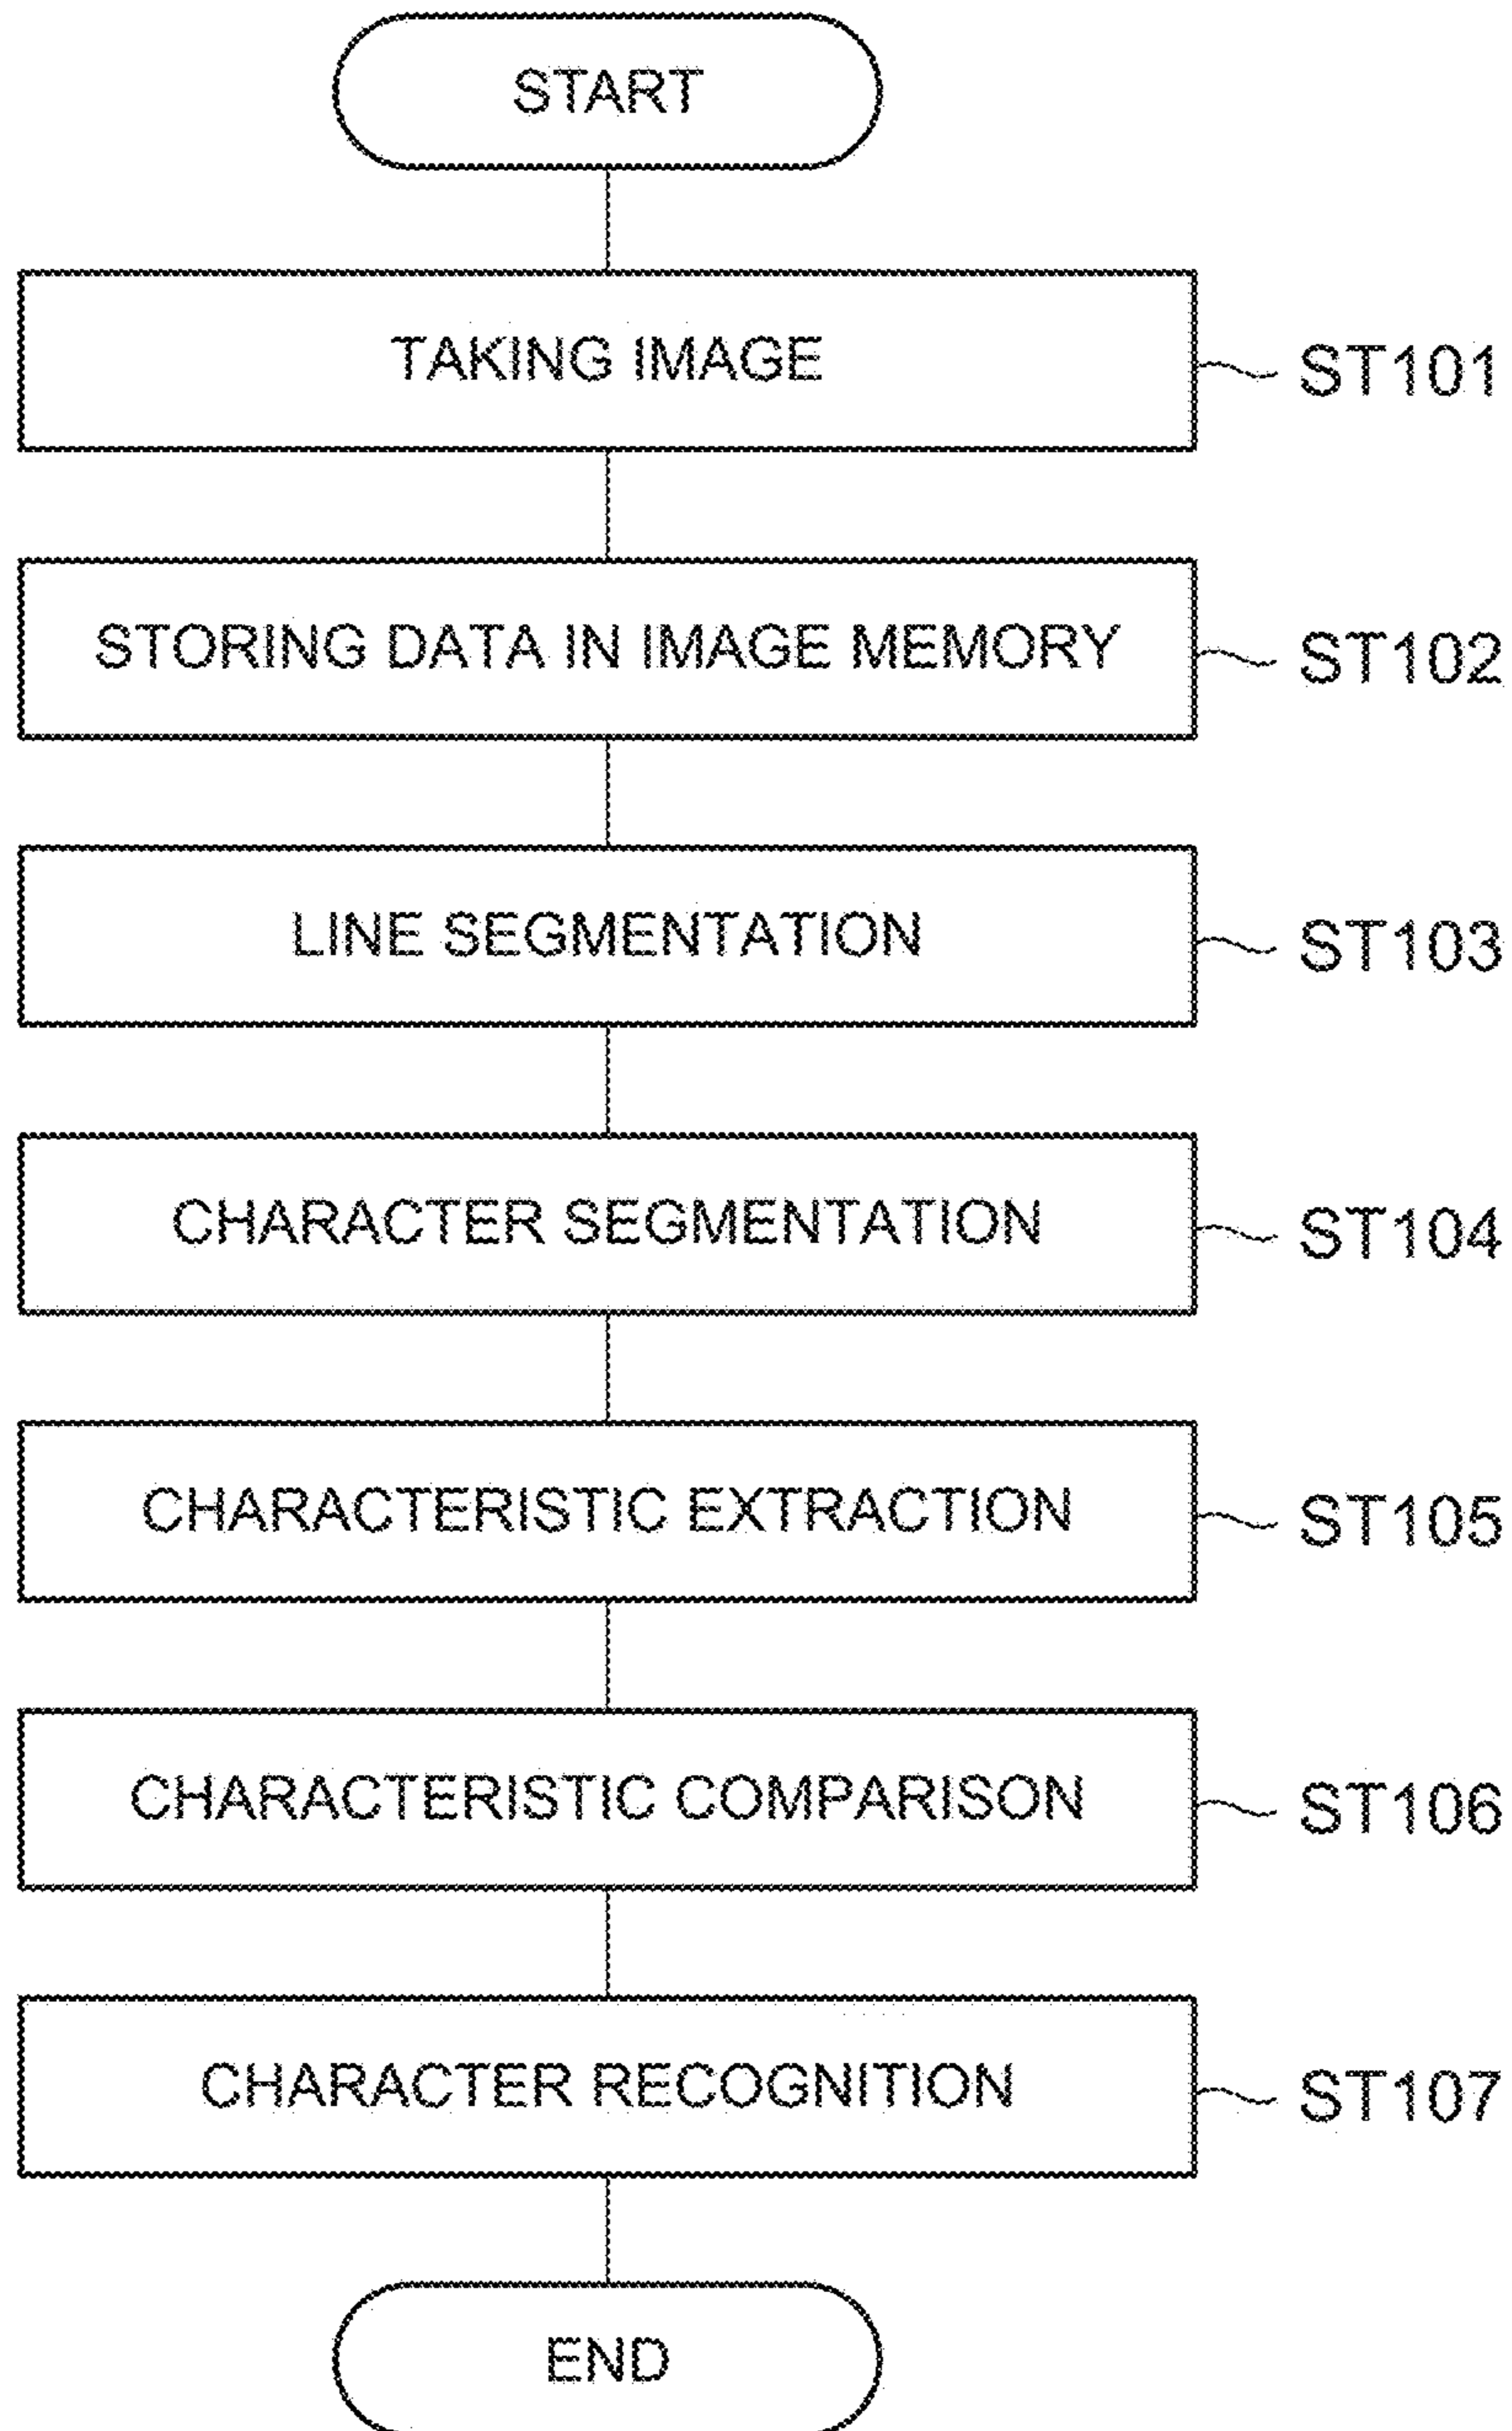 START
TAKING IMAGE
ST101
STORING DATA IN IMAGE MEMORY
ST102
LINE SEGMENTATION
ST103
CHARACTER SEGMENTATION
ST104
CHARACTERISTIC EXTRACTION
ST105
CHARACTERISTIC COMPARISON
ST106
CHARACTER RECOGNITION
ST107
END